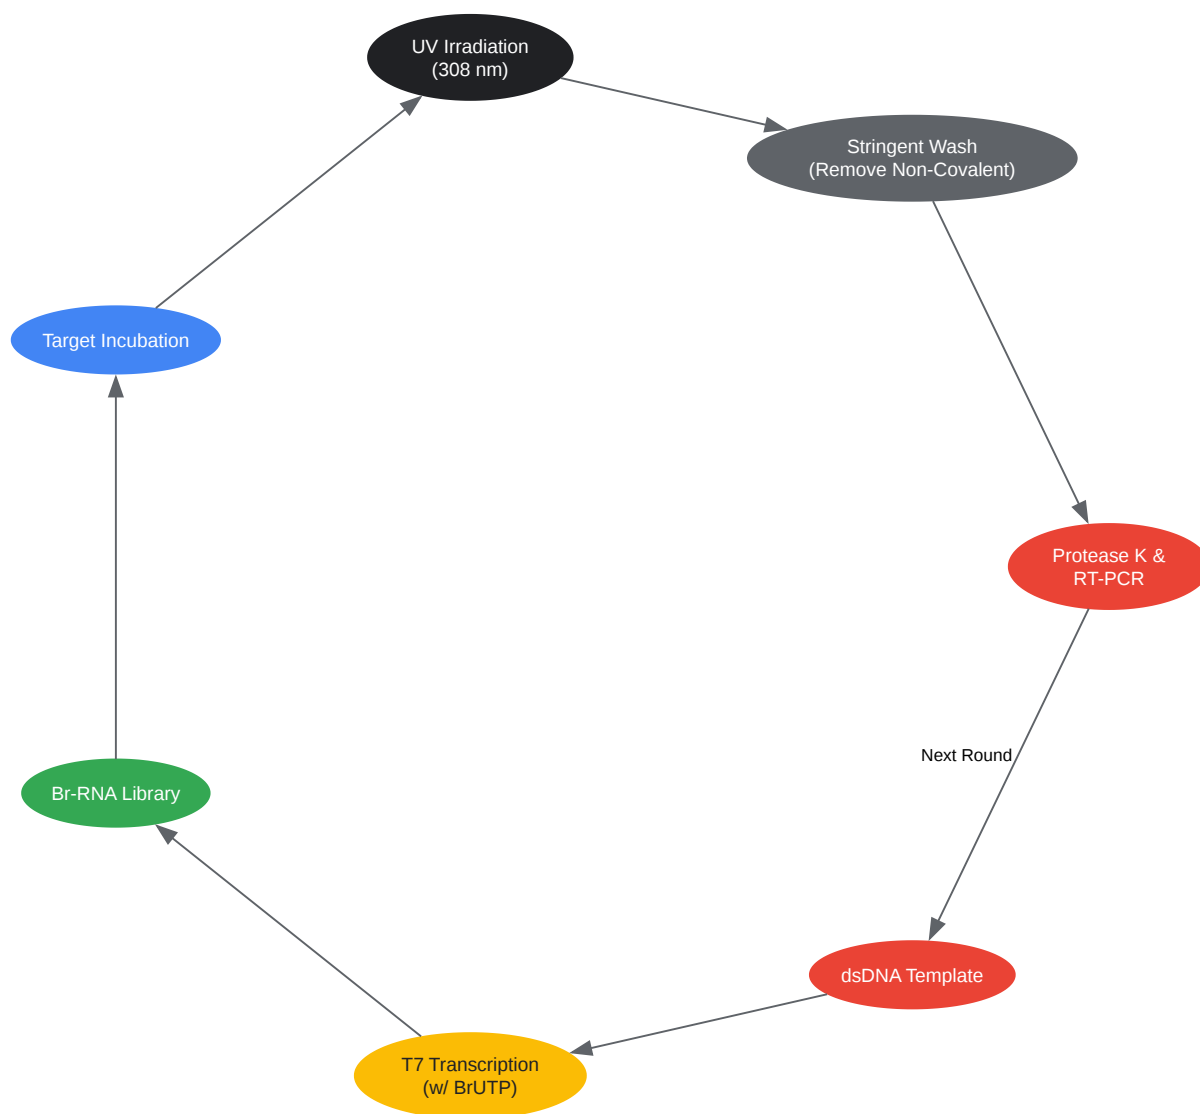 UV Irradiation
(308 nm)
Stringent Wash
(Remove Non-Covalent)
Target Incubation
Protease K &
RT-PCR
Next Round
Br-RNA Library
dsDNA Template
T7 Transcription
(w/ BrUTP)